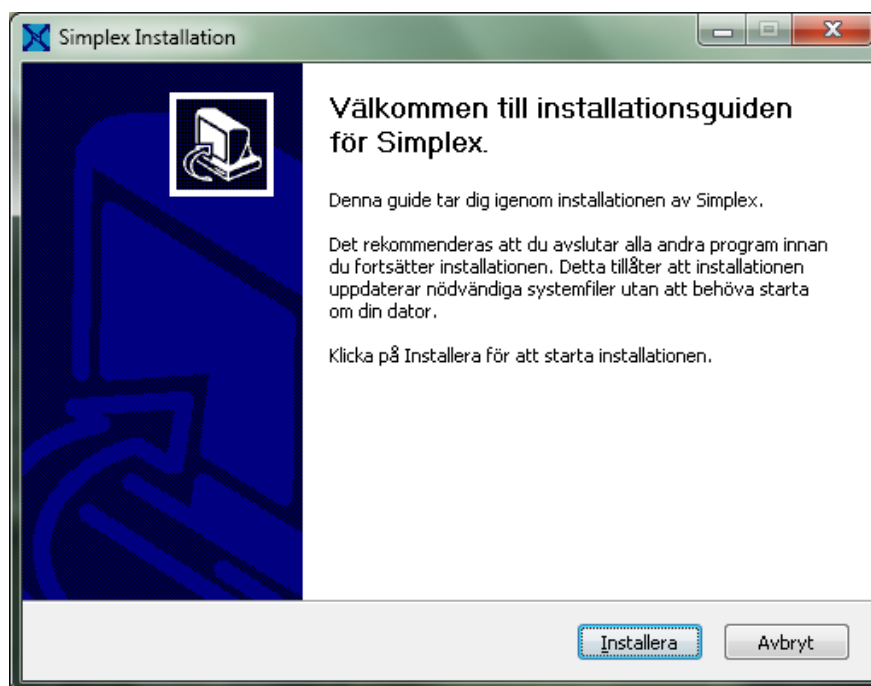 Simplex Installation
Välkommen till installationsguiden
för Simplex.
Denna guide tar dig igenom installationen av Simplex.
Det rekommenderas att du avslutar alla andra program innan
du fortsätter installationen. Detta tillåter att installationen
uppdaterar nödvändiga systemfiler utan att behöva starta
om din dator.
Klicka på Installera för att starta installationen.
Installera
Avbryt